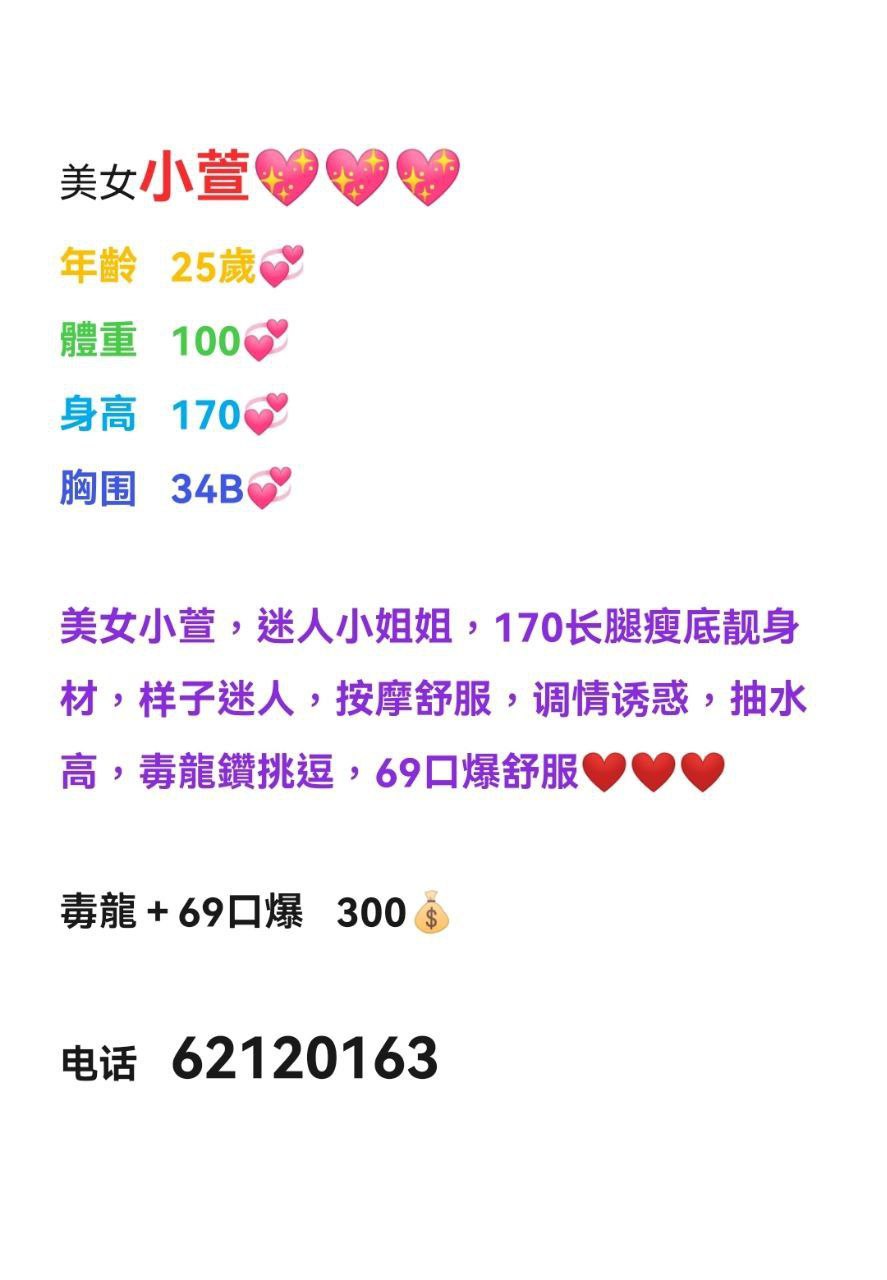 美女小萱💖💖💖
年齡 25歲💞
體重 100💞
身高 170💞
胸围 34B💞
美女小萱，迷人小姐姐，170长腿瘦底靓身
材，样子迷人，按摩舒服，调情诱惑，抽水
高，毒龍鑽挑逗，69口爆舒服❤️❤️❤️
毒龍 + 69口爆 300💰
电话 62120163